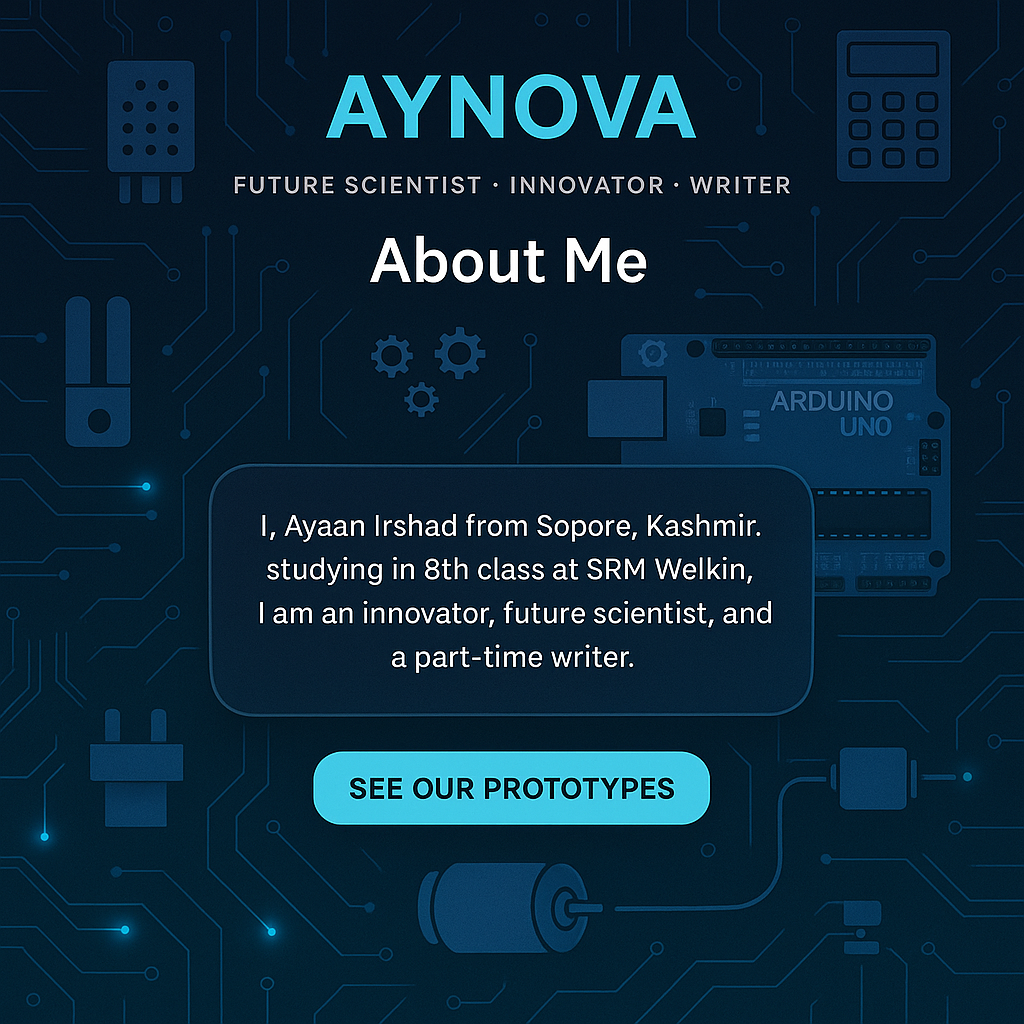 AYNOVA
FUTURE SCIENTIST · INNOVATOR · WRITER
About Me
ARDUINO
UNO
I, Ayaan Irshad from Sopore, Kashmir.
studying in 8th class at SRM Welkin,
I am an innovator, future scientist, and
a part-time writer.
SEE OUR PROTOTYPES